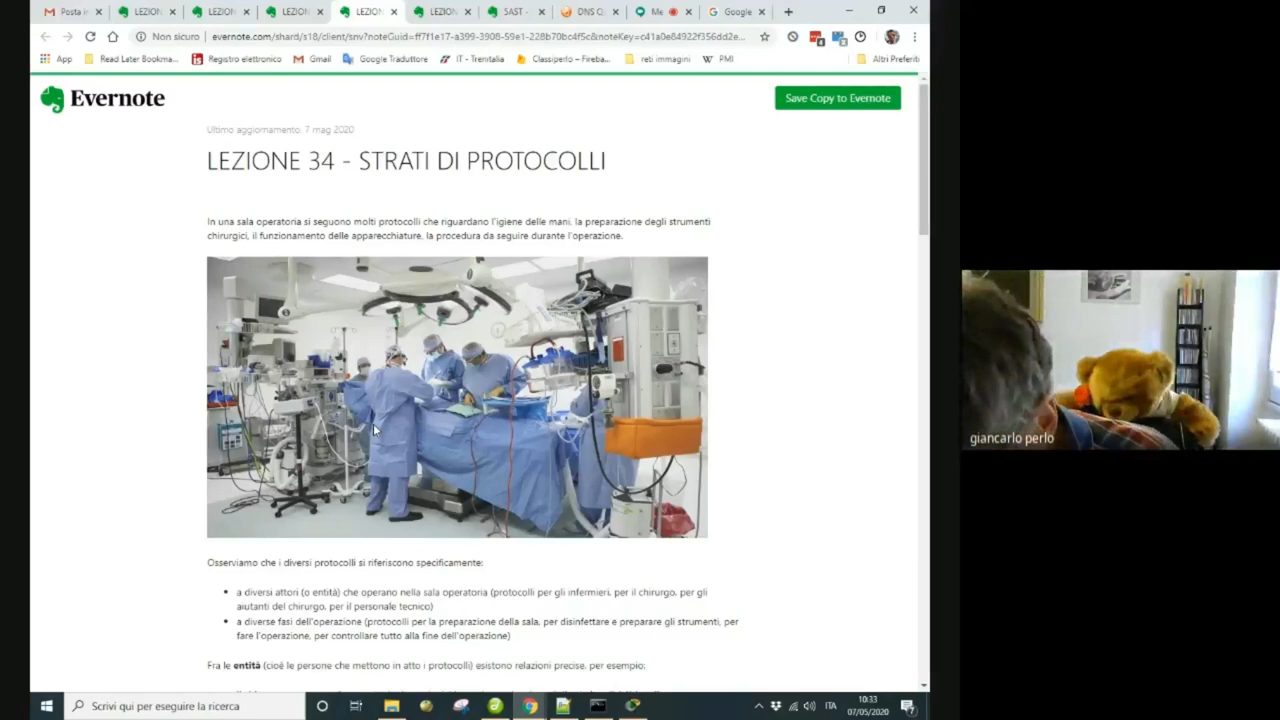 Posta in
LEZION
LEZION
LEZION
LEZION
LEZION
SAST -
DNS Q
Me
Google
Non sicuro
evernote.com/shard/s18/client/snv?noteGuid=ff7f1e17-a399-3908-59e1-228b70bc4f5c&noteKey=c41a0e84922f356dd2e...
App
Read Later Bookma...
Registro elettronico
Gmail
Google Traduttore
IT - Trenitalia
Classiperlo – Fireba...
reti immagini
PMI
Altri Preferiti
Evernote
Save Copy to Evernote
Ultimo aggiornamento, 7 mag 2020
LEZIONE 34 - STRATI DI PROTOCOLLI
In una sala operatoria si seguono molti protocolli che riguardano l'igiene delle mani, la preparazione degli strumenti
chirurgici, il funzionamento delle apparecchiature, la procedura da seguire durante l'operazione.
giancarlo perlo
Osserviamo che i diversi protocolli si riferiscono specificamente:
• a diversi attori (o entità) che operano nella sala operatoria (protocolli per gli infermieri, per il chirurgo, per gli
aiutanti del chirurgo, per il personale tecnico)
• a diverse fasi dell'operazione (protocolli per la preparazione della sala, per disinfettare e preparare gli strumenti, per
fare l'operazione, per controllare tutto alla fine dell'operazione)
Fra le entità (cioè le persone che mettono in atto i protocolli) esistono relazioni precise, per esempio:
Scrivi qui per eseguire la ricerca
ITA
10:33
07/05/2020